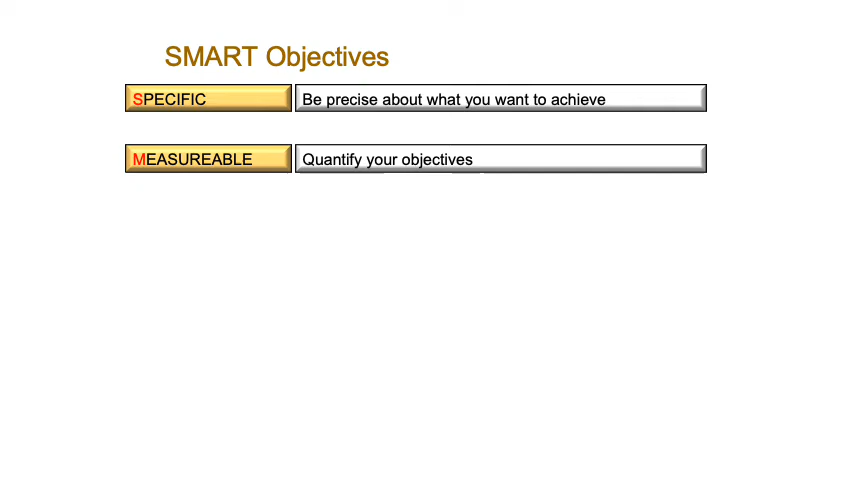 SMART Objectives
SPECIFIC
Be precise about what you want to achieve
MEASUREABLE
Quantify your objectives